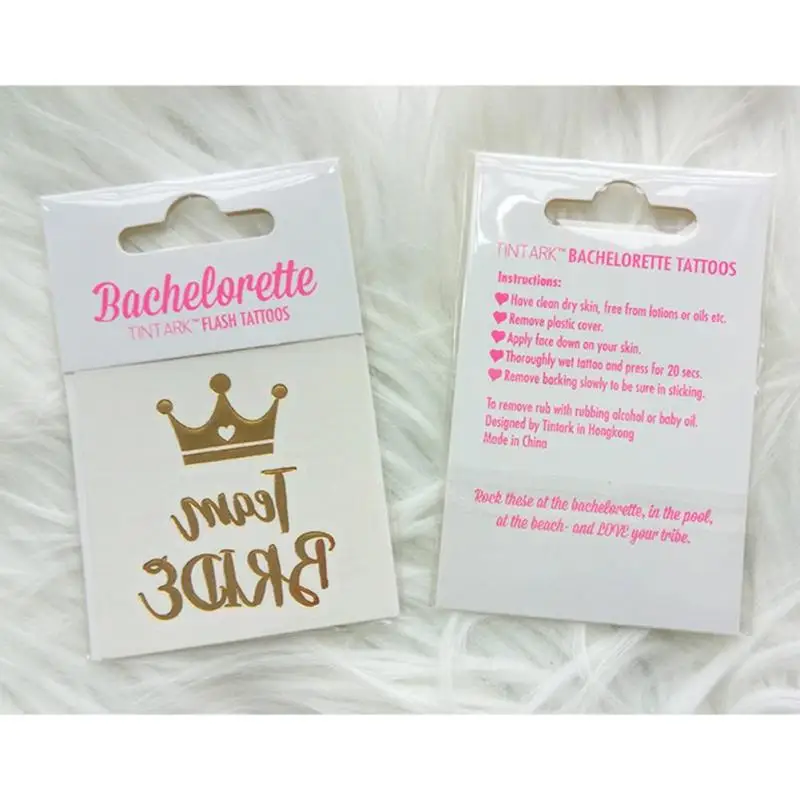 Bachelorette
TINT ARK™ FLASH TATTOOS
Team
BRIDE
TINT ARK™ BACHELORETTE TATTOOS
Instructions:
Have clean dry skin, free from lotions or oils etc.
Remove plastic cover.
Apply face down on your skin.
Thoroughly wet tattoo and press for 20 secs.
Remove backing slowly to be sure in sticking.
To remove rub with rubbing alcohol or baby oil.
Designed by Tintark in Hongkong
Made in China
Rock these at the bachelorette, in the pool,
at the beach- and LOVE your tribe.